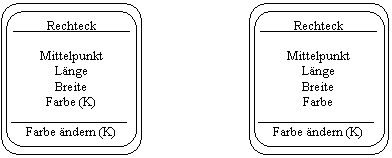 Rechteck
Mittelpunkt
Länge
Breite
Farbe (K)
Farbe ändern (K)
Rechteck
Mittelpunkt
Länge
Breite
Farbe
Farbe ändern (K)